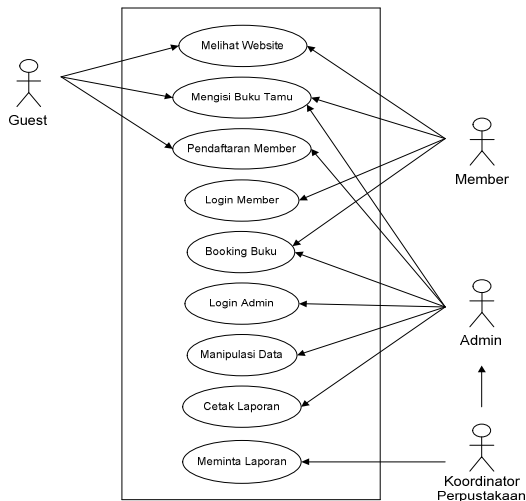 Melihat Website
Mengisi Buku Tamu
Guest
Pendaftaran Member
Member
Login Member
Booking Buku
Login Admin
Admin
Manipulasi Data
Cetak Laporan
Meminta Laporan
Koordinator
Perpustakaan